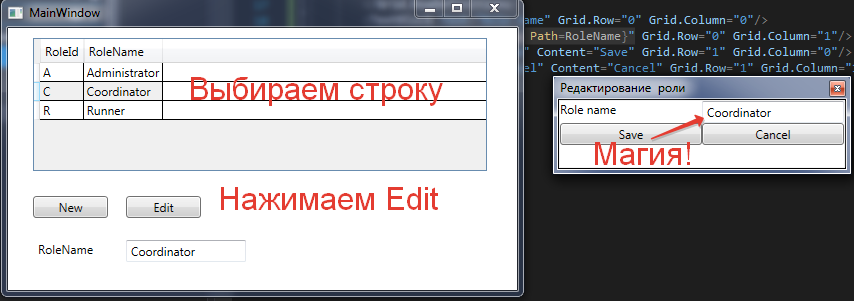 MainWindow
RoleId RoleName
A Administrator
C Coordinator
R Runner
Выбираем строку
New Edit
Нажимаем Edit
RoleName Coordinator
ame" Grid.Row="0" Grid.Column="0"/>
Path=RoleName}" Grid.Row="0" Grid.Column="1"/>
" Content="Save" Grid.Row="1" Grid.Column="0"/>
el" Content="Cancel" Grid.Row="1" Grid.Column="
Редактирование роли
Role name Coordinator
Save Cancel
Магия!